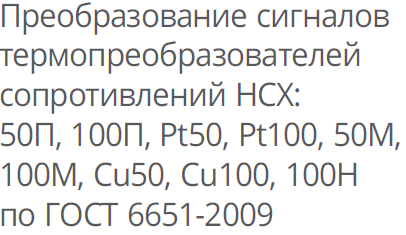 Преобразование сигналов
термопреобразователей
сопротивлений НСХ:
50П, 100П, Pt50, Pt100, 50М,
100М, Cu50, Cu100, 100Н
по ГОСТ 6651-2009